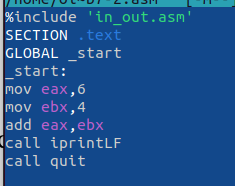 %include 'in_out.asm'
SECTION .text
GLOBAL _start
_start:
mov eax,6
mov ebx,4
add eax,ebx
call iprintLF
call quit